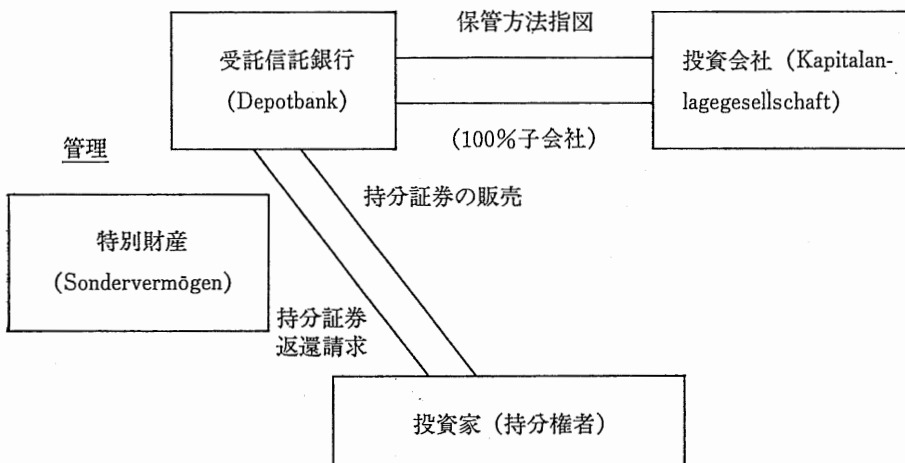 保管方法指図
受託信託銀行
(Depotbank)
投資会社(Kapitalan-
lagegesellschaft)
(100%子会社)
管理
持分証券の販売
特別財産
(Sondervermögen)
持分証券
返還請求
投資家(持分権者)